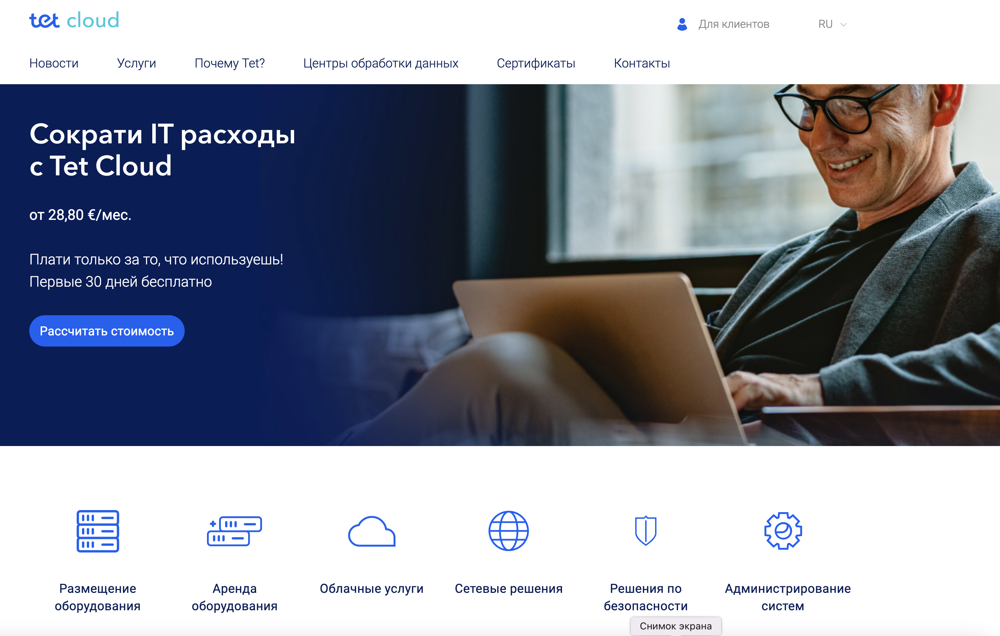 tet cloud
Для клиентов
RU
Новости
Услуги
Почему Tet?
Центры обработки данных
Сертификаты
Контакты
Сократи IT расходы
с Tet Cloud
от 28,80 €/мес.
Плати только за то, что используешь!
Первые 30 дней бесплатно
Рассчитать стоимость
Размещение
оборудования
Аренда
оборудования
Облачные услуги
Сетевые решения
Решения по
безопасности
Администрирование
систем
Снимок экрана